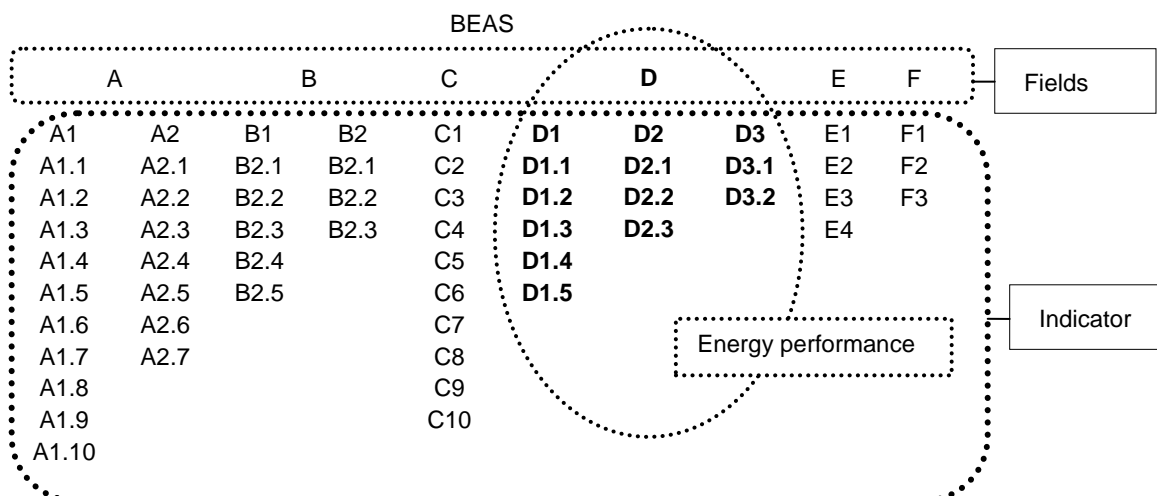 BEAS
A B C D E F
Fields
A1 A2 B1 B2 C1 D1 D2 D3 E1 F1
A1.1 A2.1 B2.1 B2.1 C2 D1.1 D2.1 D3.1 E2 F2
A1.2 A2.2 B2.2 B2.2 C3 D1.2 D2.2 D3.2 E3 F3
A1.3 A2.3 B2.3 B2.3 C4 D1.3 D2.3 E4
A1.4 A2.4 B2.4 C5 D1.4
A1.5 A2.5 B2.5 C6 D1.5
Indicator
A1.6 A2.6 C7
Energy performance
A1.7 A2.7 C8
A1.8 C9
A1.9 C10
A1.10